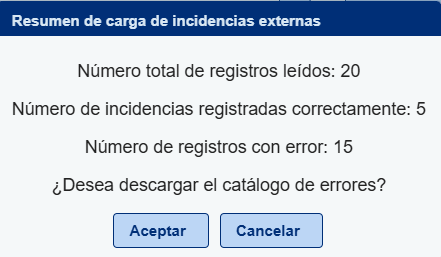 Resumen de carga de incidencias externas
Número total de registros leídos: 20
Número de incidencias registradas correctamente: 5
Número de registros con error: 15
¿Desea descargar el catálogo de errores?
Aceptar Cancelar